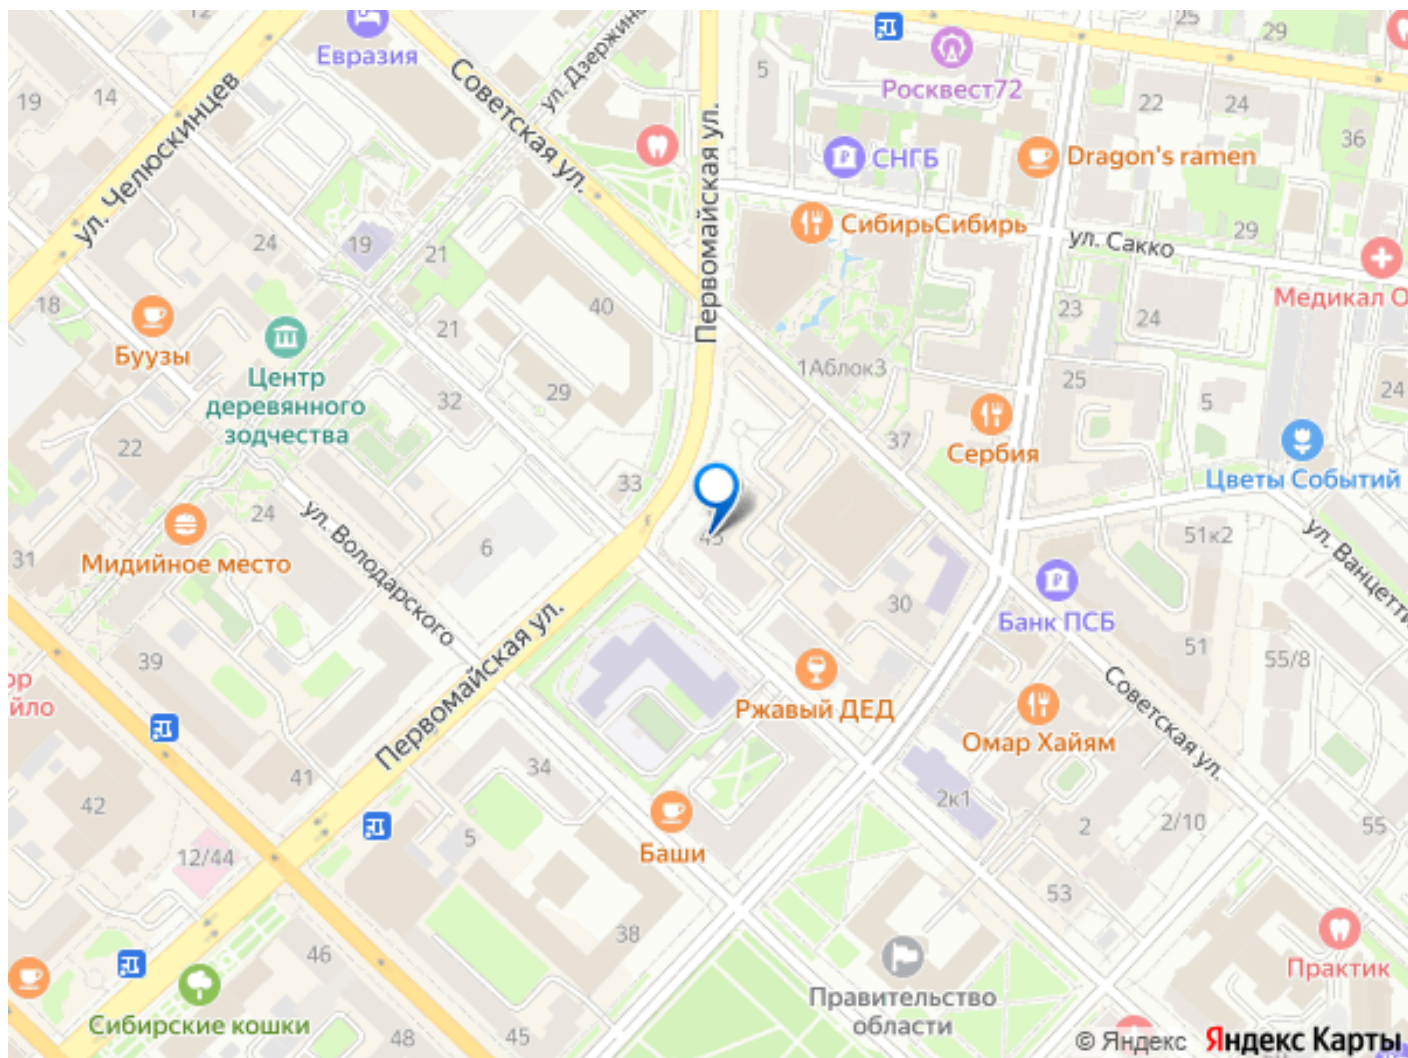 25
29
Евразия
12
ул. Дзержинс
5
Росквест72
19
14
Советская ул.
22
24
36
ул. Челюскинцев
Первомайская ул.
СНГБ
Dragon's ramen
24
19
21
СибирьСибирь
ул. Сакко
29
18
21
40
23
24
Медикал О
Буузы
Центр
деревянного
зодчества
32
29
1Аблок3
25
5
24
22
37
Сербия
33
Цветы Событий
24
ул. Володарского
31
Мидийное место
6
45
51к2
ул. Ванцетти
30
Банк ПСБ
39
Первомайская ул.
51
55/8
ор
йло
Ржавый ДЕД
Советская ул.
Омар Хайям
41
34
42
2к1
2
2/10
55
12/44
5
Баши
53
38
46
Практик
Правительство
области
Сибирские кошки
48
45
© Яндекс Яндекс Карты